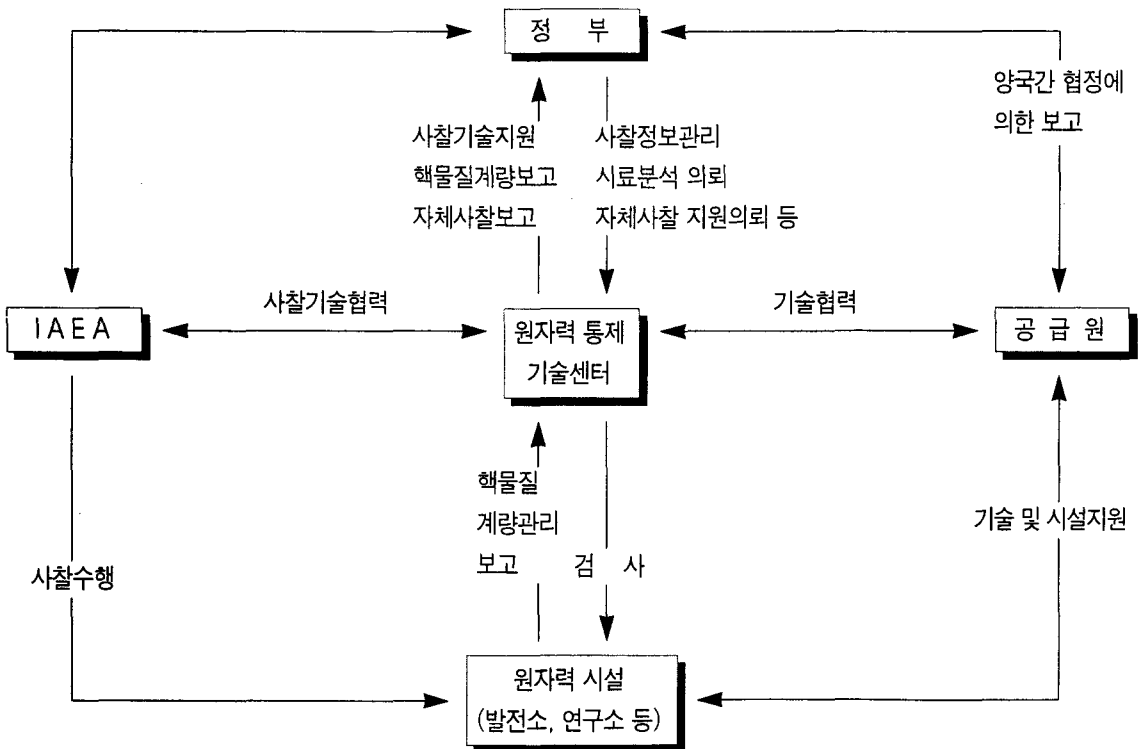 정 부
양국간 협정에
의한 보고
사찰기술지원
핵물질계량보고
자체사찰보고
사찰정보관리
시료분석 의뢰
자체사찰 지원의뢰 등
IAEA
사찰기술협력
원자력 통제
기술센터
기술협력
공 급 원
핵물질
계량관리
보고
검 사
기술 및 시설지원
사찰수행
원자력 시설
(발전소, 연구소 등)